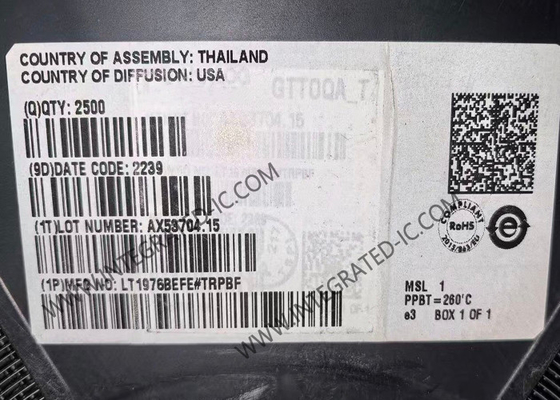 COUNTRY OF ASSEMBLY: THAILAND
COUNTRY OF DIFFUSION: USA
GTT0QA_T
(Q)QTY: 2500
(9D)DATE CODE: 2239
(1T)LOT NUMBER: AX53704.15
(1P)MFG NO: LT1976BEFE#TRPBF
COMPLIANT
RoHS
e
MSL 1
PPBT=260'C
e3 BOX 1 OF 1
WWW.INTEGRATED-IC.COM
WWW.INTEGRATED-IC.COM